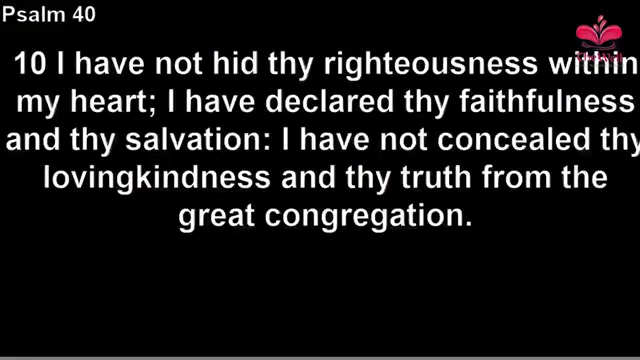 Psalm 40
10 I have not hid thy righteousness within
my heart; I have declared thy faithfulness
and thy salvation: I have not concealed thy
lovingkindness and thy truth from the
great congregation.